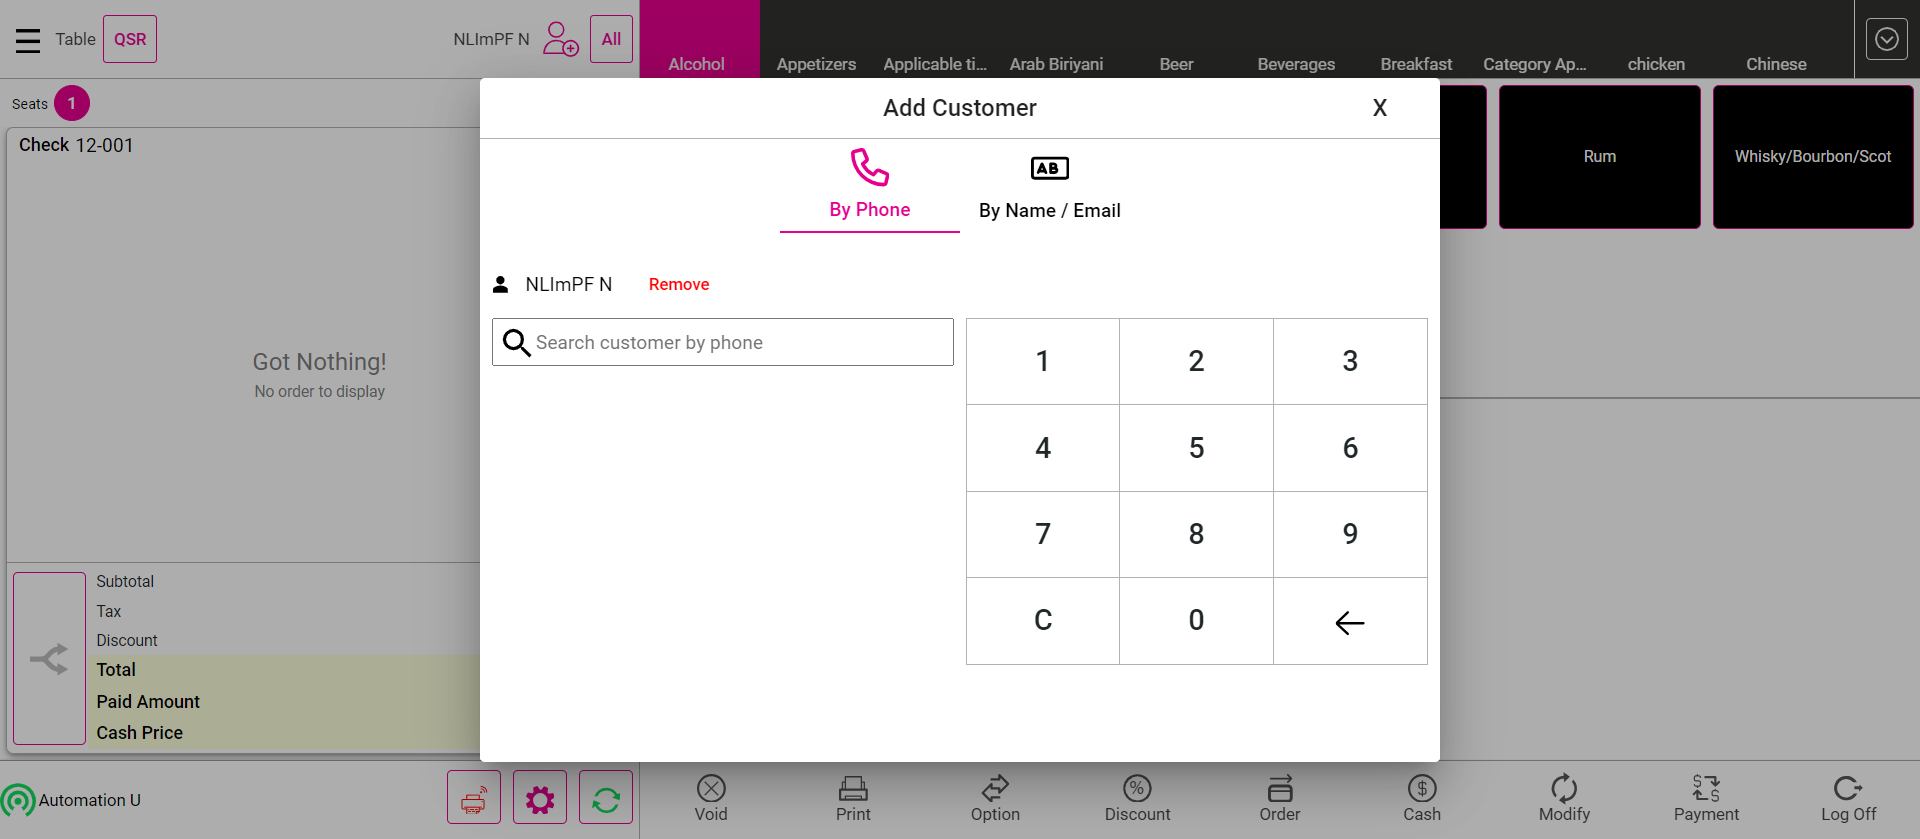 Table QSR NLImPF N All
Alcohol Appetizers Applicable ti... Arab Biriyani Beer Beverages Breakfast Category Ap... chicken Chinese
Seats 1
Check 12-001
Got Nothing!
No order to display
Subtotal
Tax
Discount
Total
Paid Amount
Cash Price
Add Customer X
AB
By Phone By Name / Email
NLImPF N Remove
Search customer by phone
1 2 3
4 5 6
7 8 9
C 0
Rum Whisky/Bourbon/Scot
Automation U
Void Print Option Discount Order Cash Modify Payment Log Off